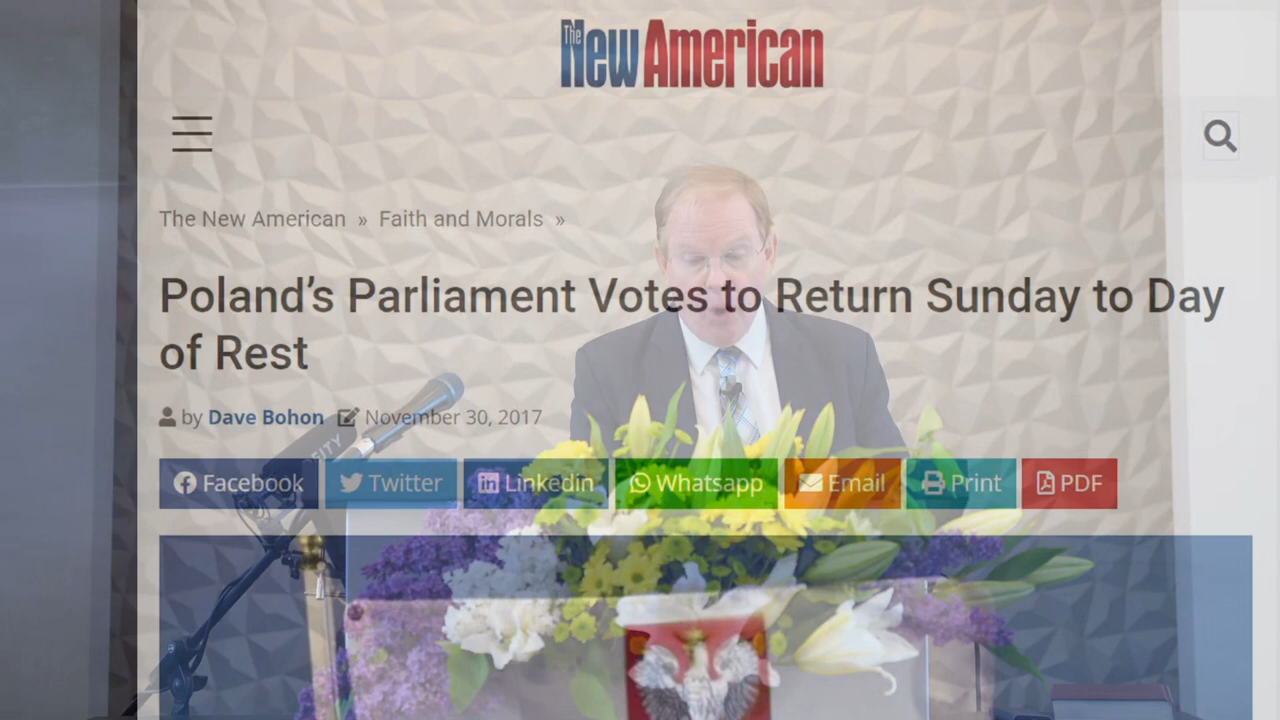 The New American
The New American » Faith and Morals »
Poland’s Parliament Votes to Return Sunday to Day
of Rest
by Dave Bohon November 30, 2017
Facebook Twitter Linkedin Whatsapp Email Print PDF